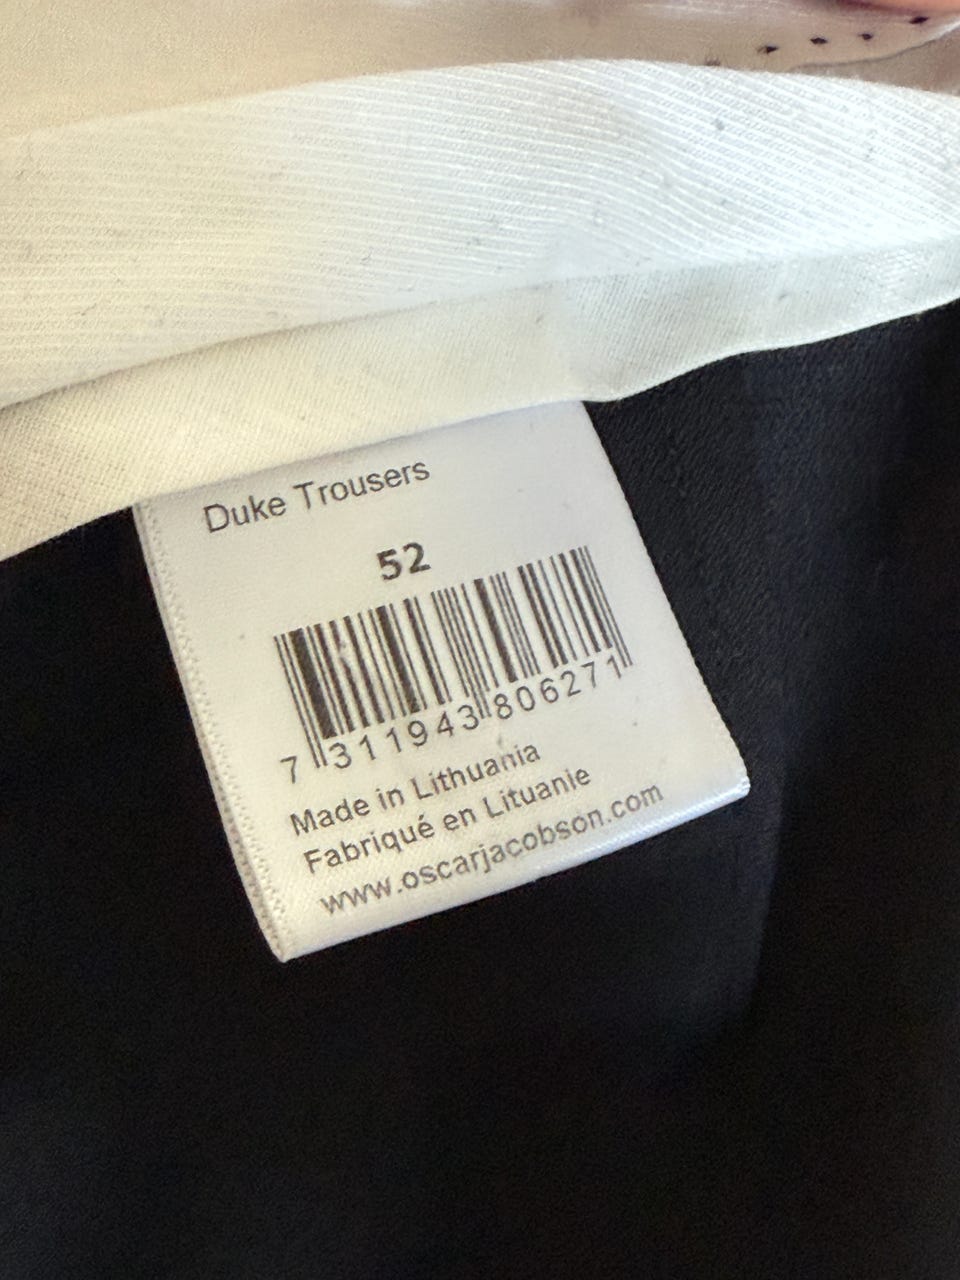 Duke Trousers
52
7 311943 806271
Made in Lithuania
Fabriqué en Lituanie
www.oscarjacobson.com